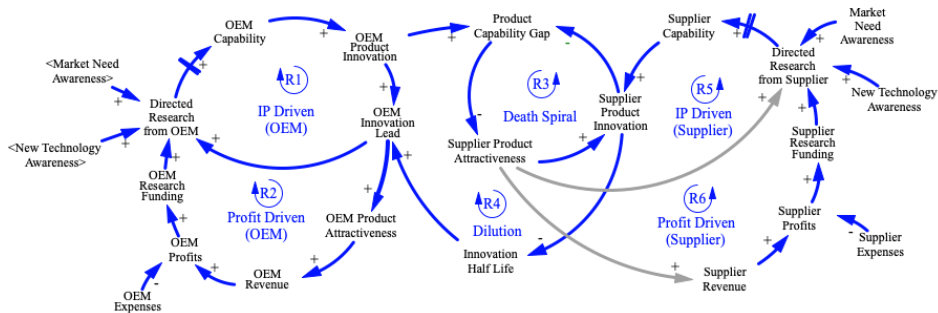 OEM
Capability
OEM
Product
Innovation
Product
Capability Gap
Supplier
Capability
Market
Need
Awareness
<Market Need
Awareness>
R1
IP Driven
(OEM)
R3
Death Spiral
R5
IP Driven
(Supplier)
Directed
Research
from Supplier
New Technology
Awareness
Directed
Research
from OEM
OEM
Innovation
Lead
Supplier
Product
Innovation
<New Technology
Awareness>
Supplier Product
Attractiveness
Supplier
Research
Funding
OEM
Research
Funding
R2
Profit Driven
(OEM)
OEM Product
Attractiveness
R4
Dilution
R6
Profit Driven
(Supplier)
Supplier
Profits
OEM
Profits
OEM
Revenue
Innovation
Half Life
Supplier
Revenue
Supplier
Expenses
OEM
Expenses